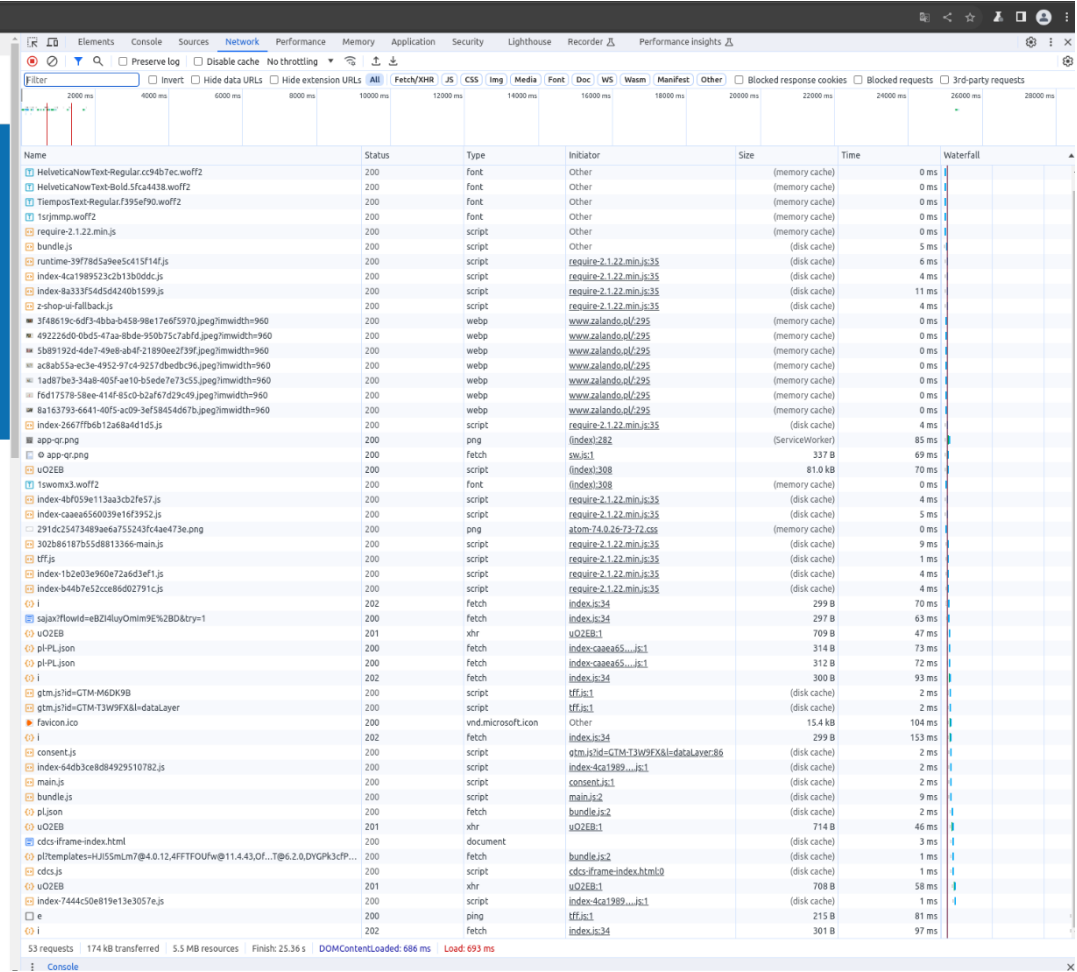 Elements Console Sources Network Performance Memory Application Security Lighthouse Recorder Performance insights
Preserve log Disable cache No throttling
Filter Invert Hide data URLs Hide extension URLs All Fetch/XHR JS CSS Img Media Font Doc WS Wasm Manifest Other Blocked response cookies Blocked requests 3rd-party requests
2000 ms 4000 ms 6000 ms 8000 ms 10000 ms 12000 ms 14000 ms 16000 ms 18000 ms 20000 ms 22000 ms 24000 ms 26000 ms 28000 ms
Name Status Type Initiator Size Time Waterfall
HelveticaNowText-Regular.cc94b7ec.woff2 200 font Other (memory cache) 0 ms
HelveticaNowText-Bold.5fca4438.woff2 200 font Other (memory cache) 0 ms
TiemposText-Regular.f395ef90.woff2 200 font Other (memory cache) 0 ms
1srjmmp.woff2 200 font Other (memory cache) 0 ms
require-2.1.22.min.js 200 script Other (memory cache) 0 ms
bundle.js 200 script Other (disk cache) 5 ms
runtime-39f78d5a9ee5c415f14f.js 200 script require-2.1.22.min.js:35 (disk cache) 6 ms
index-4ca1989523c2b13b0ddc.js 200 script require-2.1.22.min.js:35 (disk cache) 4 ms
index-8a333f54d5d4240b1599.js 200 script require-2.1.22.min.js:35 (disk cache) 11 ms
z-shop-ui-fallback.js 200 script require-2.1.22.min.js:35 (disk cache) 4 ms
3f48619c-6df3-4bba-b458-98e17e6f5970.jpeg?imwidth=960 200 webp www.zalando.pl/:295 (memory cache) 0 ms
492226d0-0bd5-47aa-8bde-950b75c7abfd.jpeg?imwidth=960 200 webp www.zalando.pl/:295 (memory cache) 0 ms
5b89192d-4de7-49e8-ab4f-21890ee2f39f.jpeg?imwidth=960 200 webp www.zalando.pl/:295 (memory cache) 0 ms
ac8ab55a-ec3e-4952-97c4-9257dbedbc96.jpeg?imwidth=960 200 webp www.zalando.pl/:295 (memory cache) 0 ms
1ad87be3-34a8-405f-ae10-b5ede7e73c55.jpeg?imwidth=960 200 webp www.zalando.pl/:295 (memory cache) 0 ms
f6d17578-58ee-414f-85c0-b2af67d29c49.jpeg?imwidth=960 200 webp www.zalando.pl/:295 (memory cache) 0 ms
8a163793-6641-40f5-ac09-3ef58454d67b.jpeg?imwidth=960 200 webp www.zalando.pl/:295 (memory cache) 0 ms
index-2667ffb6b12a68a4d1d5.js 200 script require-2.1.22.min.js:35 (disk cache) 4 ms
app-qr.png 200 png (index):282 (ServiceWorker) 85 ms
app-qr.png 200 fetch sw.js:1 337 B 69 ms
uO2EB 200 script (index):308 81.0 kB 70 ms
1swomx3.woff2 200 font (index):308 (memory cache) 0 ms
index-4bf059e113aa3cb2fe57.js 200 script require-2.1.22.min.js:35 (disk cache) 4 ms
index-caaea6560039e16f3952.js 200 script require-2.1.22.min.js:35 (disk cache) 5 ms
291dc25473489ae6a755243fc4ae473e.png 200 png atom-74.0.26-73-72.css (memory cache) 0 ms
302b86187b55d8813366-main.js 200 script require-2.1.22.min.js:35 (disk cache) 9 ms
tff.js 200 script require-2.1.22.min.js:35 (disk cache) 1 ms
index-1b2e03e960e72a6d3ef1.js 200 script require-2.1.22.min.js:35 (disk cache) 4 ms
index-b44b7e52cce86d02791c.js 200 script require-2.1.22.min.js:35 (disk cache) 4 ms
i 202 fetch index.js:34 299 B 70 ms
sajax?flowId=eBZI4luyOmIm9E%2BD&try=1 200 fetch index.js:34 297 B 63 ms
uO2EB 201 xhr uO2EB:1 709 B 47 ms
pl-PL.json 200 fetch index-caaea65....js:1 314 B 73 ms
pl-PL.json 200 fetch index-caaea65....js:1 312 B 72 ms
i 202 fetch index.js:34 300 B 93 ms
gtm.js?id=GTM-M6DK9B 200 script tff.js:1 (disk cache) 2 ms
gtm.js?id=GTM-T3W9FX&l=dataLayer 200 script tff.js:1 (disk cache) 2 ms
favicon.ico 200 vnd.microsoft.icon Other 15.4 kB 104 ms
i 202 fetch index.js:34 299 B 153 ms
consent.js 200 script gtm.js?id=GTM-T3W9FX&l=dataLayer:86 (disk cache) 2 ms
index-64db3ce8d84929510782.js 200 script index-4ca1989....js:1 (disk cache) 2 ms
main.js 200 script consent.js:1 (disk cache) 2 ms
bundle.js 200 script main.js:2 (disk cache) 9 ms
pl.json 200 fetch bundle.js:2 (disk cache) 2 ms
uO2EB 201 xhr uO2EB:1 714 B 46 ms
cdcs-iframe-index.html 200 document (disk cache) 3 ms
pl?templates=HJISSmLm7@4.0.12,4FFTFOUfw@11.4.43,Of...T@6.2.0,DYGPk3cfP... 200 fetch bundle.js:2 (disk cache) 1 ms
cdcs.js 200 script cdcs-iframe-index.html:0 (disk cache) 1 ms
uO2EB 201 xhr uO2EB:1 708 B 58 ms
index-7444c50e819e13e3057e.js 200 script index-4ca1989....js:1 (disk cache) 1 ms
e 200 ping tff.js:1 215 B 81 ms
i 202 fetch index.js:34 301 B 97 ms
53 requests 174 kB transferred 5.5 MB resources Finish: 25.36 s DOMContentLoaded: 686 ms Load: 693 ms
Console